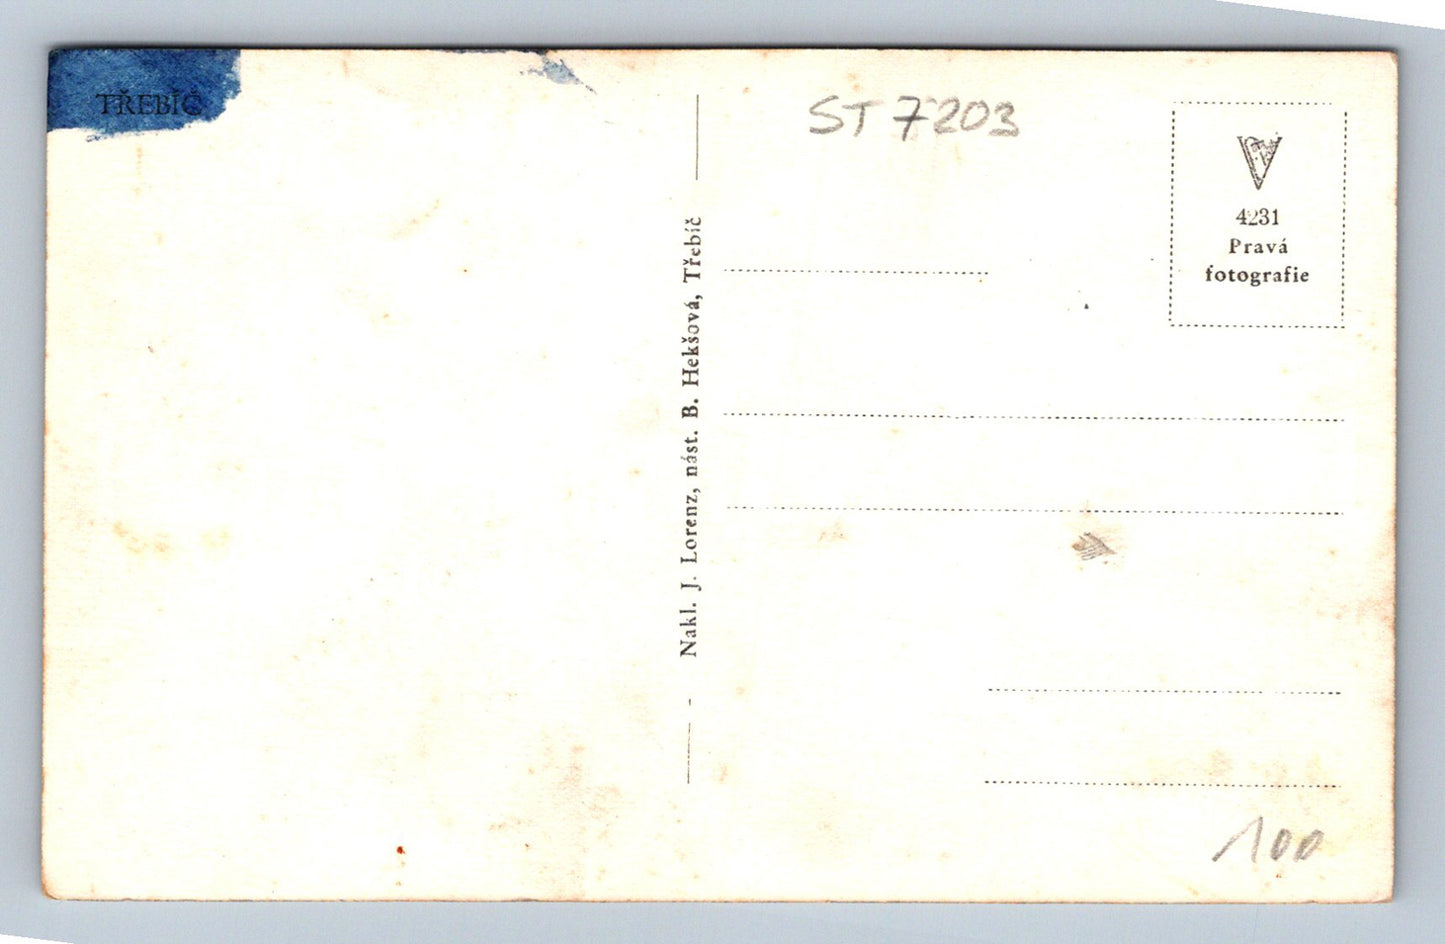 TŘEBÍČ
Nakl. J. Lorenz, nást. B. Hekšová, Třebíč
ST 7203
4231
Pravá
fotografie
100